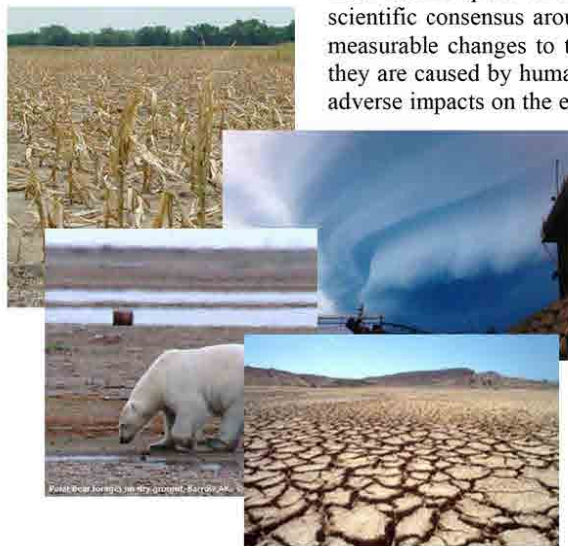 scientific consensus arou
measurable changes to t
they are caused by huma
adverse impacts on the e
Polar Bear forages on dry ground, Barrow AK.